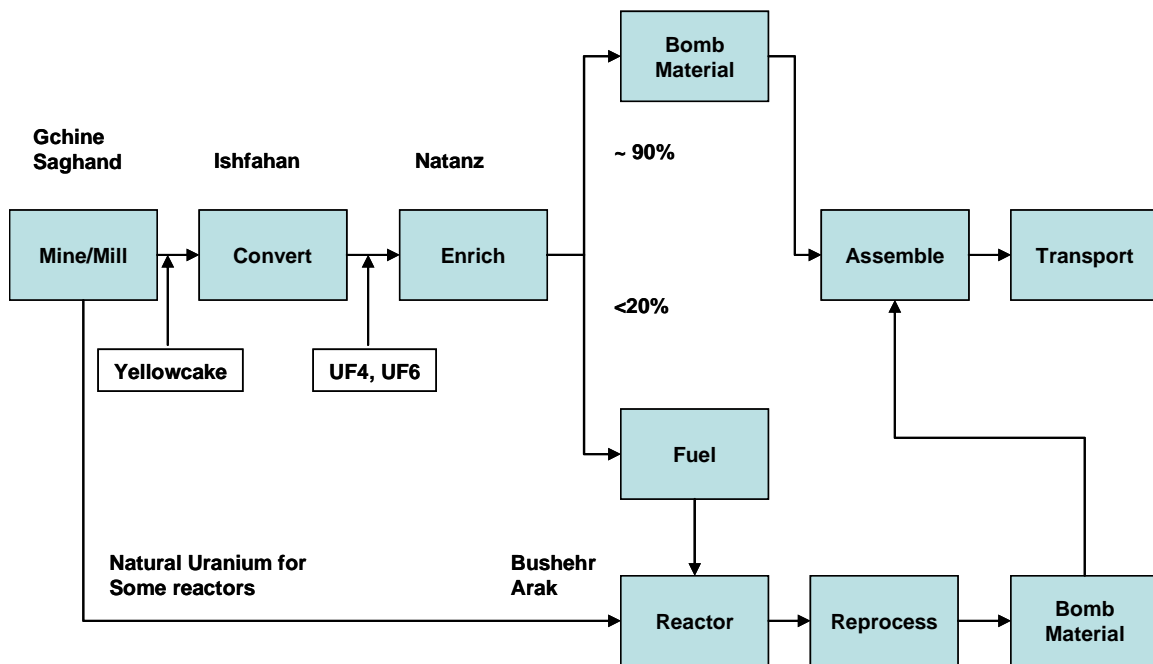 Bomb
Material
Gchine
Saghand
Ishfahan
Natanz
~ 90%
Mine/Mill
Convert
Enrich
Assemble
Transport
<20%
Yellowcake
UF4, UF6
Fuel
Natural Uranium for
Some reactors
Bushehr
Arak
Reactor
Reprocess
Bomb
Material